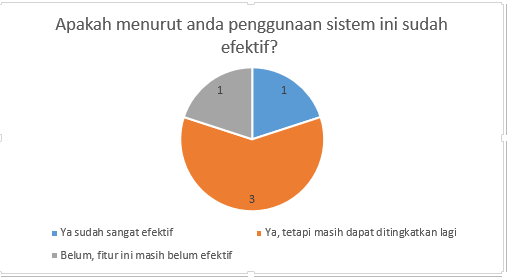 Apakah menurut anda penggunaan sistem ini sudah
efektif?
1
1
3
Ya sudah sangat efektif
Ya, tetapi masih dapat ditingkatkan lagi
Belum, fitur ini masih belum efektif